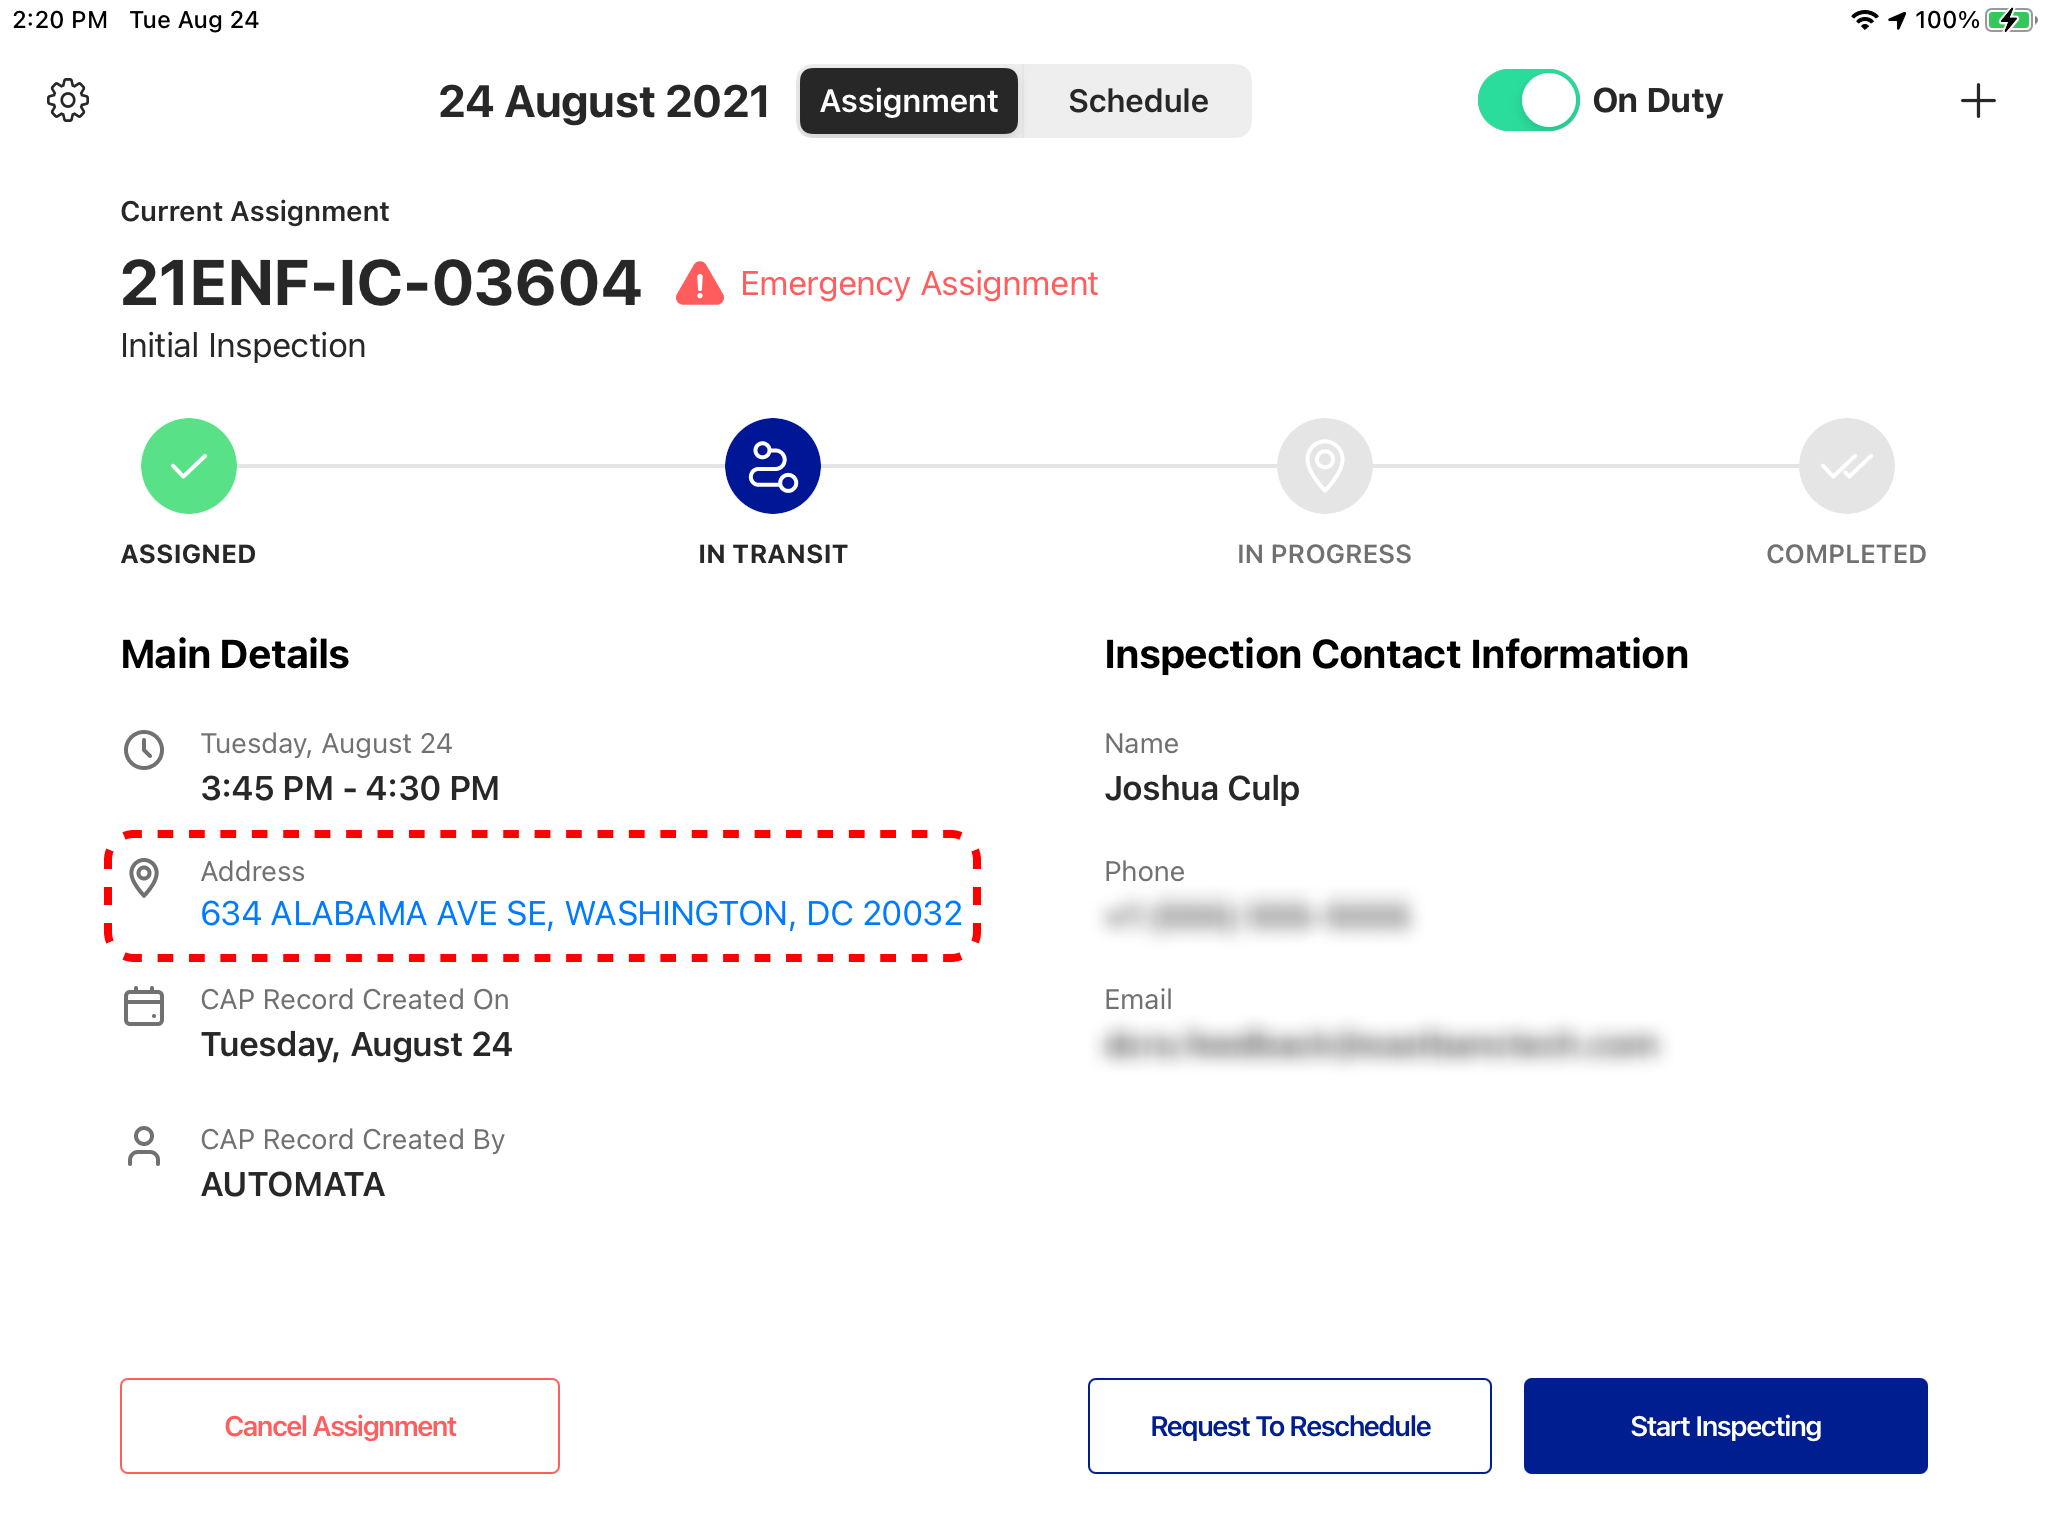 2:20 PM Tue Aug 24
100%
24 August 2021
Assignment
Schedule
On Duty
Current Assignment
21ENF-IC-03604
Emergency Assignment
Initial Inspection
ASSIGNED
IN TRANSIT
IN PROGRESS
COMPLETED
Main Details
Tuesday, August 24
3:45 PM - 4:30 PM
Address
634 ALABAMA AVE SE, WASHINGTON, DC 20032
CAP Record Created On
Tuesday, August 24
CAP Record Created By
AUTOMATA
Inspection Contact Information
Name
Joshua Culp
Phone
Email
Cancel Assignment
Request To Reschedule
Start Inspecting